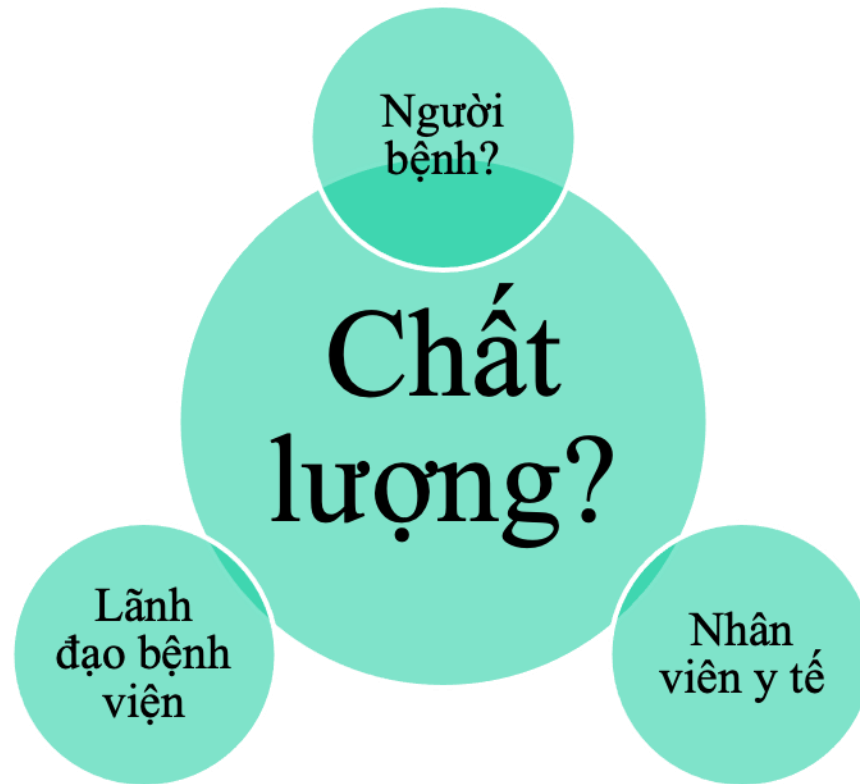 Người
bệnh?
Chất
lượng?
Lãnh
đạo bệnh
viện
Nhân
viên y tế